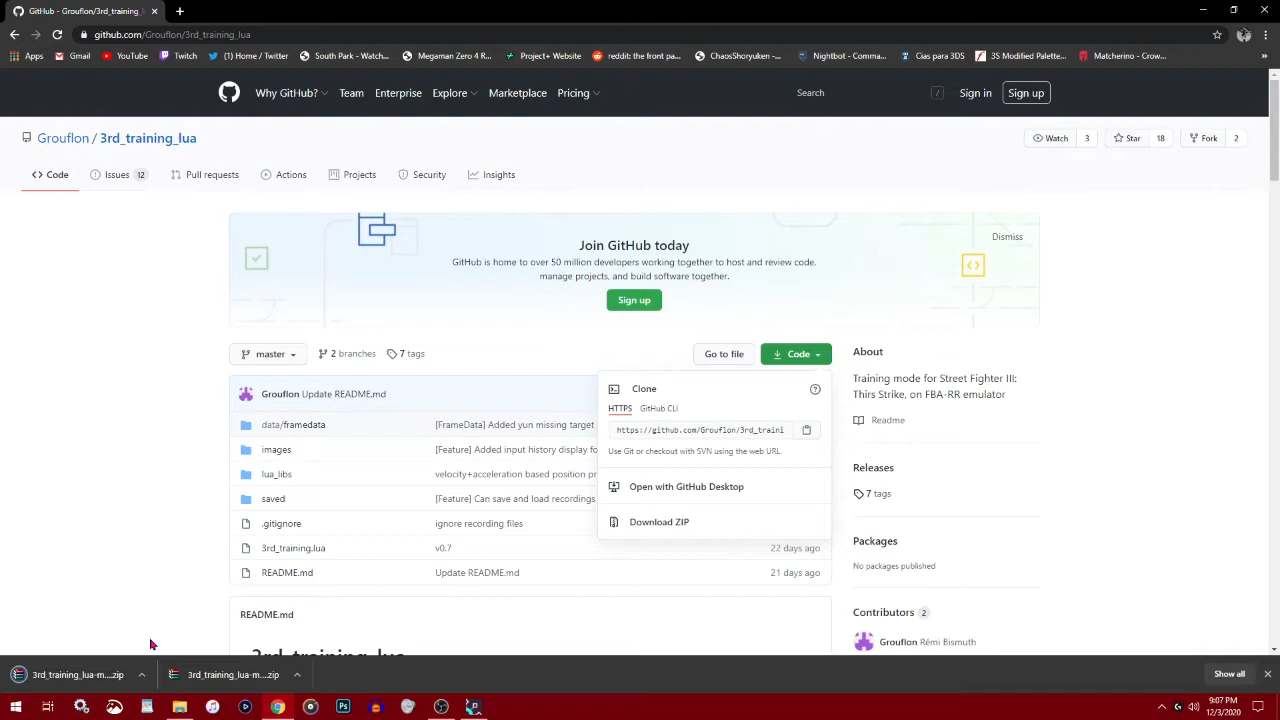 GitHub - Grouflon/3rd_training_l
github.com/Grouflon/3rd_training_lua
Apps Gmail YouTube Twitch (1) Home / Twitter South Park - Watch... Megaman Zero 4 R... Project+ Website reddit: the front pa... ChaosShoryuken - ... Nightbot - Comma... Cias para 3DS 3S Modified Palette... Matcherino - Crow... »
Why GitHub? Team Enterprise Explore Marketplace Pricing Search / Sign in Sign up
Grouflon / 3rd_training_lua Watch 3 Star 18 Fork 2
Code Issues 12 Pull requests Actions Projects Security Insights
Join GitHub today
Dismiss
GitHub is home to over 50 million developers working together to host and review code,
manage projects, and build software together.
Sign up
master 2 branches 7 tags Go to file Code
Grouflon Update README.md
data/framedata [FrameData] Added yun missing target
images [Feature] Added input history display fo
lua_libs velocity+acceleration based position pr
saved [Feature] Can save and load recordings
.gitignore ignore recording files
3rd_training.lua v0.7 22 days ago
README.md Update README.md 21 days ago
Clone
HTTPS GitHub CLI
https://github.com/Grouflon/3rd_traini
Use Git or checkout with SVN using the web URL.
Open with GitHub Desktop
Download ZIP
About
Training mode for Street Fighter III:
Thirs Strike, on FBA-RR emulator
Readme
Releases
7 tags
Packages
No packages published
Contributors 2
Grouflon Rémi Bismuth
README.md
3rd_training_lua
3rd_training_lua-m....zip 3rd_training_lua-m....zip Show all
9:07 PM
12/3/2020